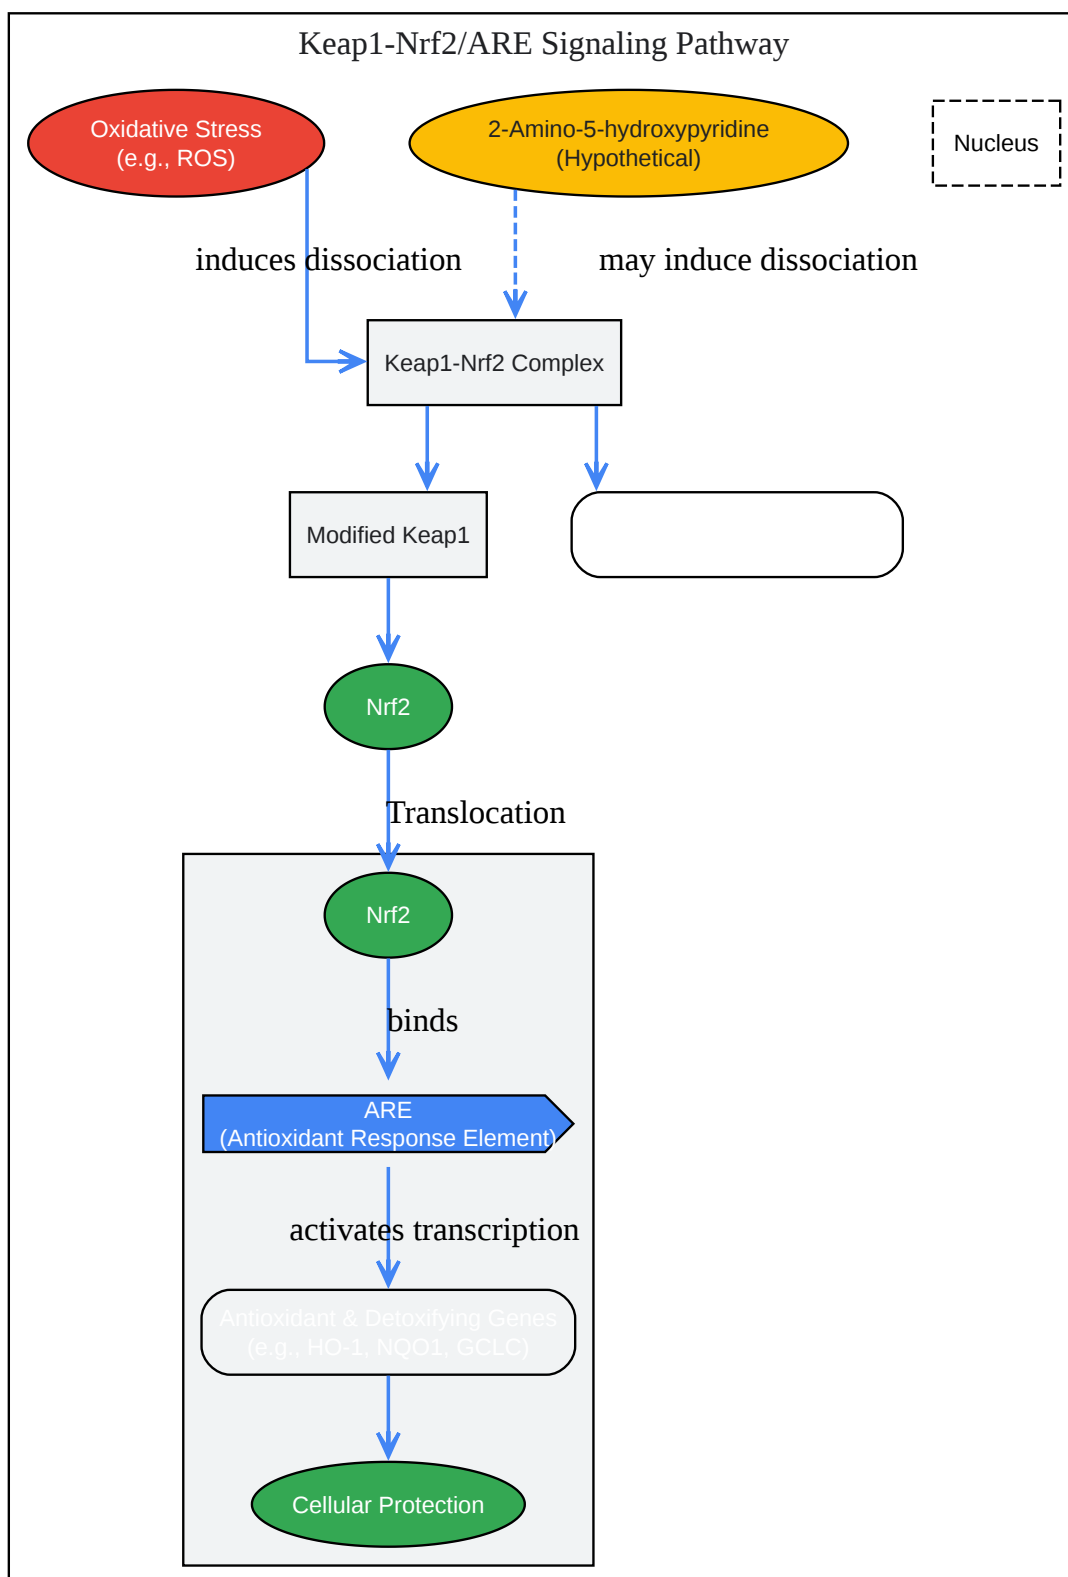 Keap1-Nrf2/ARE Signaling Pathway
Oxidative Stress
(e.g., ROS)
2-Amino-5-hydroxypyridine
(Hypothetical)
Nucleus
induces dissociation
may induce dissociation
Keap1-Nrf2 Complex
Modified Keap1
Nrf2
Translocation
Nrf2
binds
ARE
(Antioxidant Response Element)
activates transcription
Antioxidant & Detoxifying Genes
(e.g., HO-1, NQO1, GCLC)
Cellular Protection